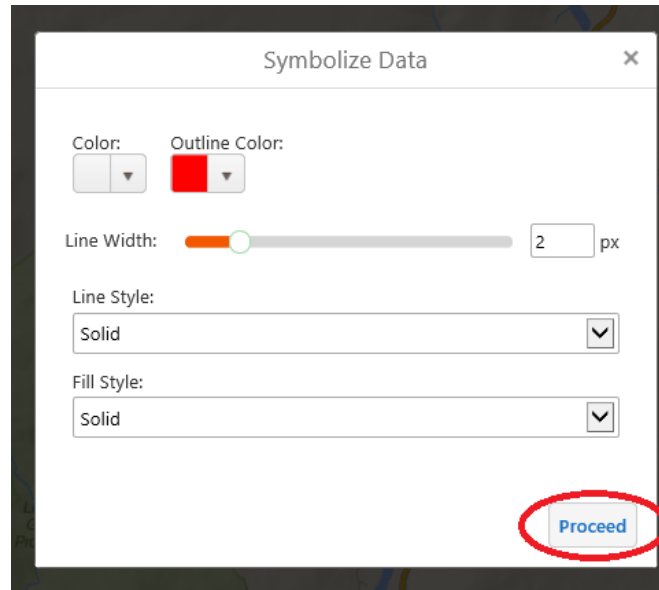 Symbolize Data ×
Color: Outline Color:
Line Width: 2 px
Line Style:
Solid
Fill Style:
Solid
Proceed